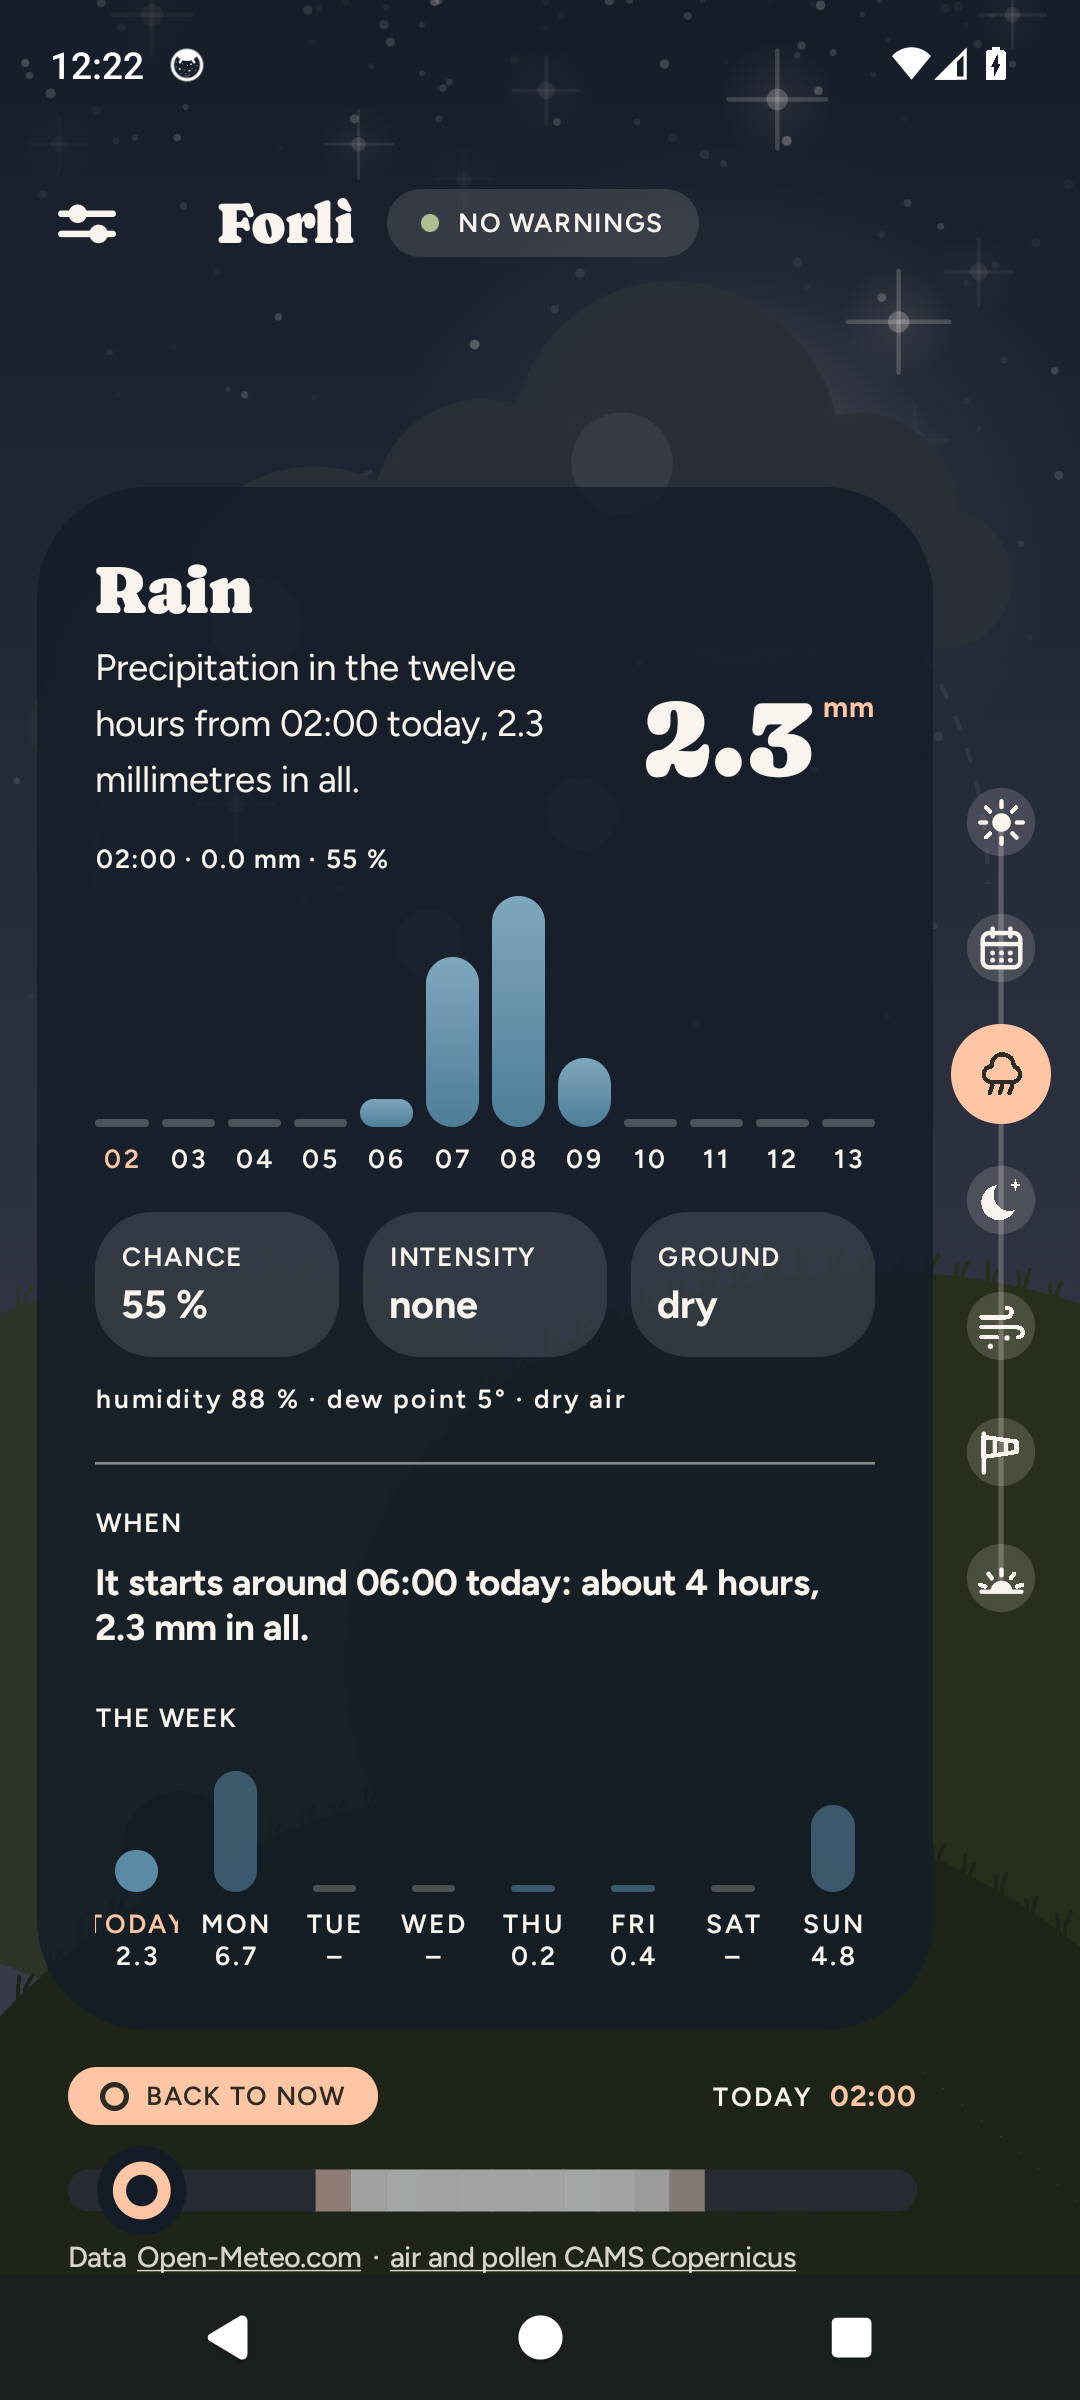 12:22
Forlì
NO WARNINGS
Rain
Precipitation in the twelve
hours from 02:00 today, 2.3
millimetres in all.
2.3 mm
02:00 · 0.0 mm · 55 %
02 03 04 05 06 07 08 09 10 11 12 13
CHANCE
55 %
INTENSITY
none
GROUND
dry
humidity 88 % · dew point 5° · dry air
WHEN
It starts around 06:00 today: about 4 hours,
2.3 mm in all.
THE WEEK
TODAY MON TUE WED THU FRI SAT SUN
2.3 6.7 – – 0.2 0.4 – 4.8
BACK TO NOW
TODAY 02:00
Data Open-Meteo.com · air and pollen CAMS Copernicus